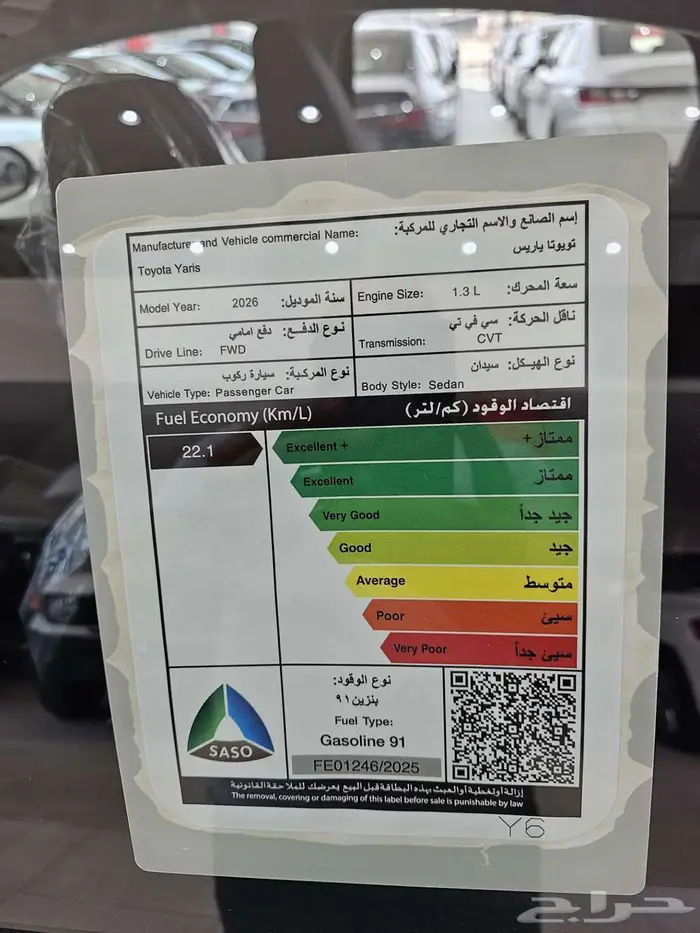 إسم الصانع والاسم التجاري للمركبة:
Manufacturer and Vehicle commercial Name:
تويوتا ياريس
Toyota Yaris
سعة المحرك: 1.3 L Engine Size:
سنة الموديل: 2026 Model Year:
ناقل الحركة: سي في تي
Transmission: CVT
نوع الدفع: دفع امامي
Drive Line: FWD
نوع الهيكل: سيدان
Body Style: Sedan
نوع المركبة: سيارة ركوب
Vehicle Type: Passenger Car
اقتصاد الوقود (كم/لتر) Fuel Economy (Km/L)
22.1
Excellent + ممتاز +
Excellent ممتاز
Very Good جيد جداً
Good جيد
Average متوسط
Poor سيئ
Very Poor سيئ جداً
نوع الوقود:
بنزين ٩١
Fuel Type:
Gasoline 91
FE01246/2025
SASO
إزالة أو تغطية أو العبث بهذه البطاقة قبل البيع يعرضك للملاحقة القانونية
The removal, covering or damaging of this label before sale is punishable by law
Y6
حراج